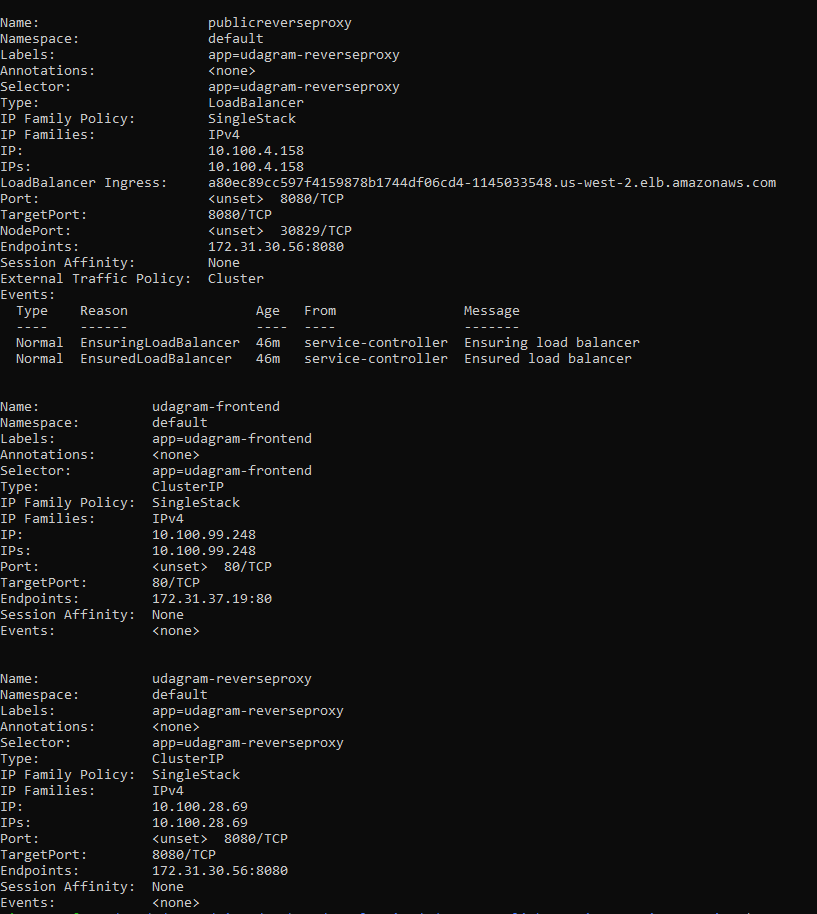 Name:                     publicreverseproxy
Namespace:                default
Labels:                   app=udagram-reverseproxy
Annotations:              <none>
Selector:                 app=udagram-reverseproxy
Type:                     LoadBalancer
IP Family Policy:         SingleStack
IP Families:              IPv4
IP:                       10.100.4.158
IPs:                      10.100.4.158
LoadBalancer Ingress:     a80ec89cc597f4159878b1744df06cd4-1145033548.us-west-2.elb.amazonaws.com
Port:                     <unset>  8080/TCP
TargetPort:               8080/TCP
NodePort:                 <unset>  30829/TCP
Endpoints:                172.31.30.56:8080
Session Affinity:         None
External Traffic Policy:  Cluster
Events:
  Type    Reason                Age   From                Message
  ----    ------                ----  ----                -------
  Normal  EnsuringLoadBalancer  46m   service-controller  Ensuring load balancer
  Normal  EnsuredLoadBalancer   46m   service-controller  Ensured load balancer
Name:              udagram-frontend
Namespace:         default
Labels:            app=udagram-frontend
Annotations:       <none>
Selector:          app=udagram-frontend
Type:              ClusterIP
IP Family Policy:  SingleStack
IP Families:       IPv4
IP:                10.100.99.248
IPs:               10.100.99.248
Port:              <unset>  80/TCP
TargetPort:        80/TCP
Endpoints:         172.31.37.19:80
Session Affinity:  None
Events:            <none>
Name:              udagram-reverseproxy
Namespace:         default
Labels:            app=udagram-reverseproxy
Annotations:       <none>
Selector:          app=udagram-reverseproxy
Type:              ClusterIP
IP Family Policy:  SingleStack
IP Families:       IPv4
IP:                10.100.28.69
IPs:               10.100.28.69
Port:              <unset>  8080/TCP
TargetPort:        8080/TCP
Endpoints:         172.31.30.56:8080
Session Affinity:  None
Events:            <none>